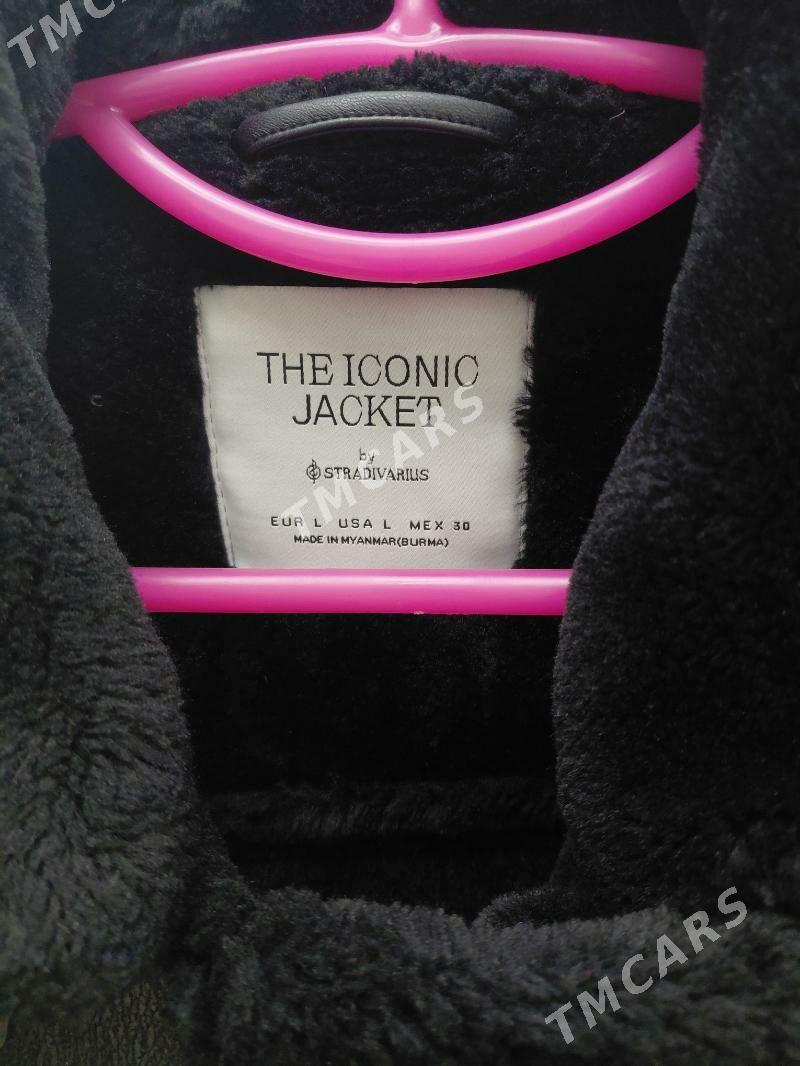 TMCARS
THE ICONIC
JACKET
by
STRADIVARIUS
TMCARS
EUR L USA L MEX 30
MADE IN MYANMAR(BURMA)
TMCARS